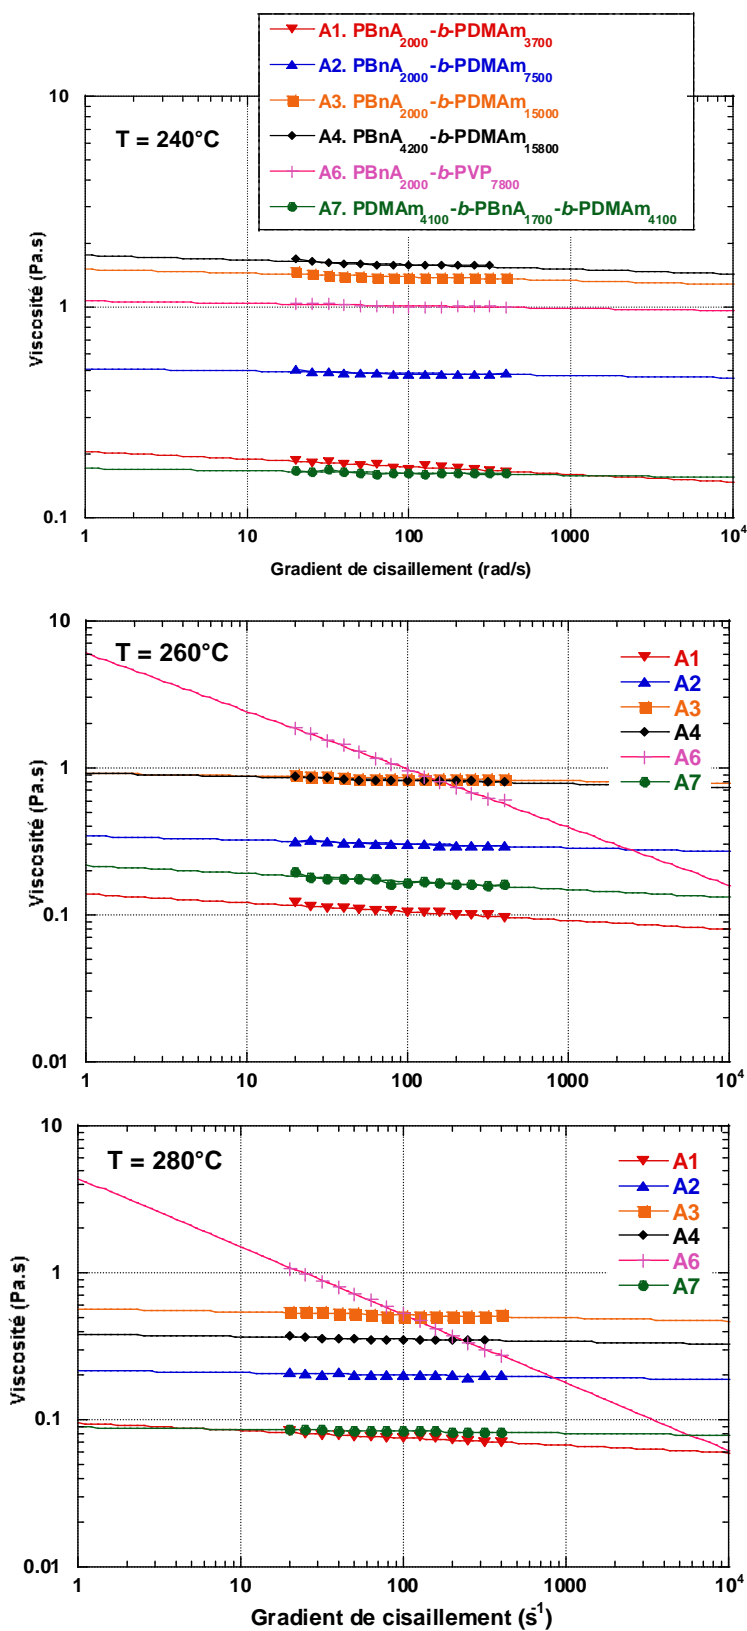 A1. PBnA2000-b-PDMAm3700
A2. PBnA2000-b-PDMAm7500
A3. PBnA2000-b-PDMAm15000
A4. PBnA4200-b-PDMAm15800
A6. PBnA2000-b-PVP7800
A7. PDMAm4100-b-PBnA1700-b-PDMAm4100
T = 240°C
Viscosité (Pa.s)
10
1
0.1
1 10 100 1000 10^4
Gradient de cisaillement (rad/s)
T = 260°C
A1
A2
A3
A4
A6
A7
Viscosité (Pa.s)
10
1
0.1
0.01
1 10 100 1000 10^4
T = 280°C
A1
A2
A3
A4
A6
A7
Viscosité (Pa.s)
10
1
0.1
0.01
1 10 100 1000 10^4
Gradient de cisaillement (s^-1)